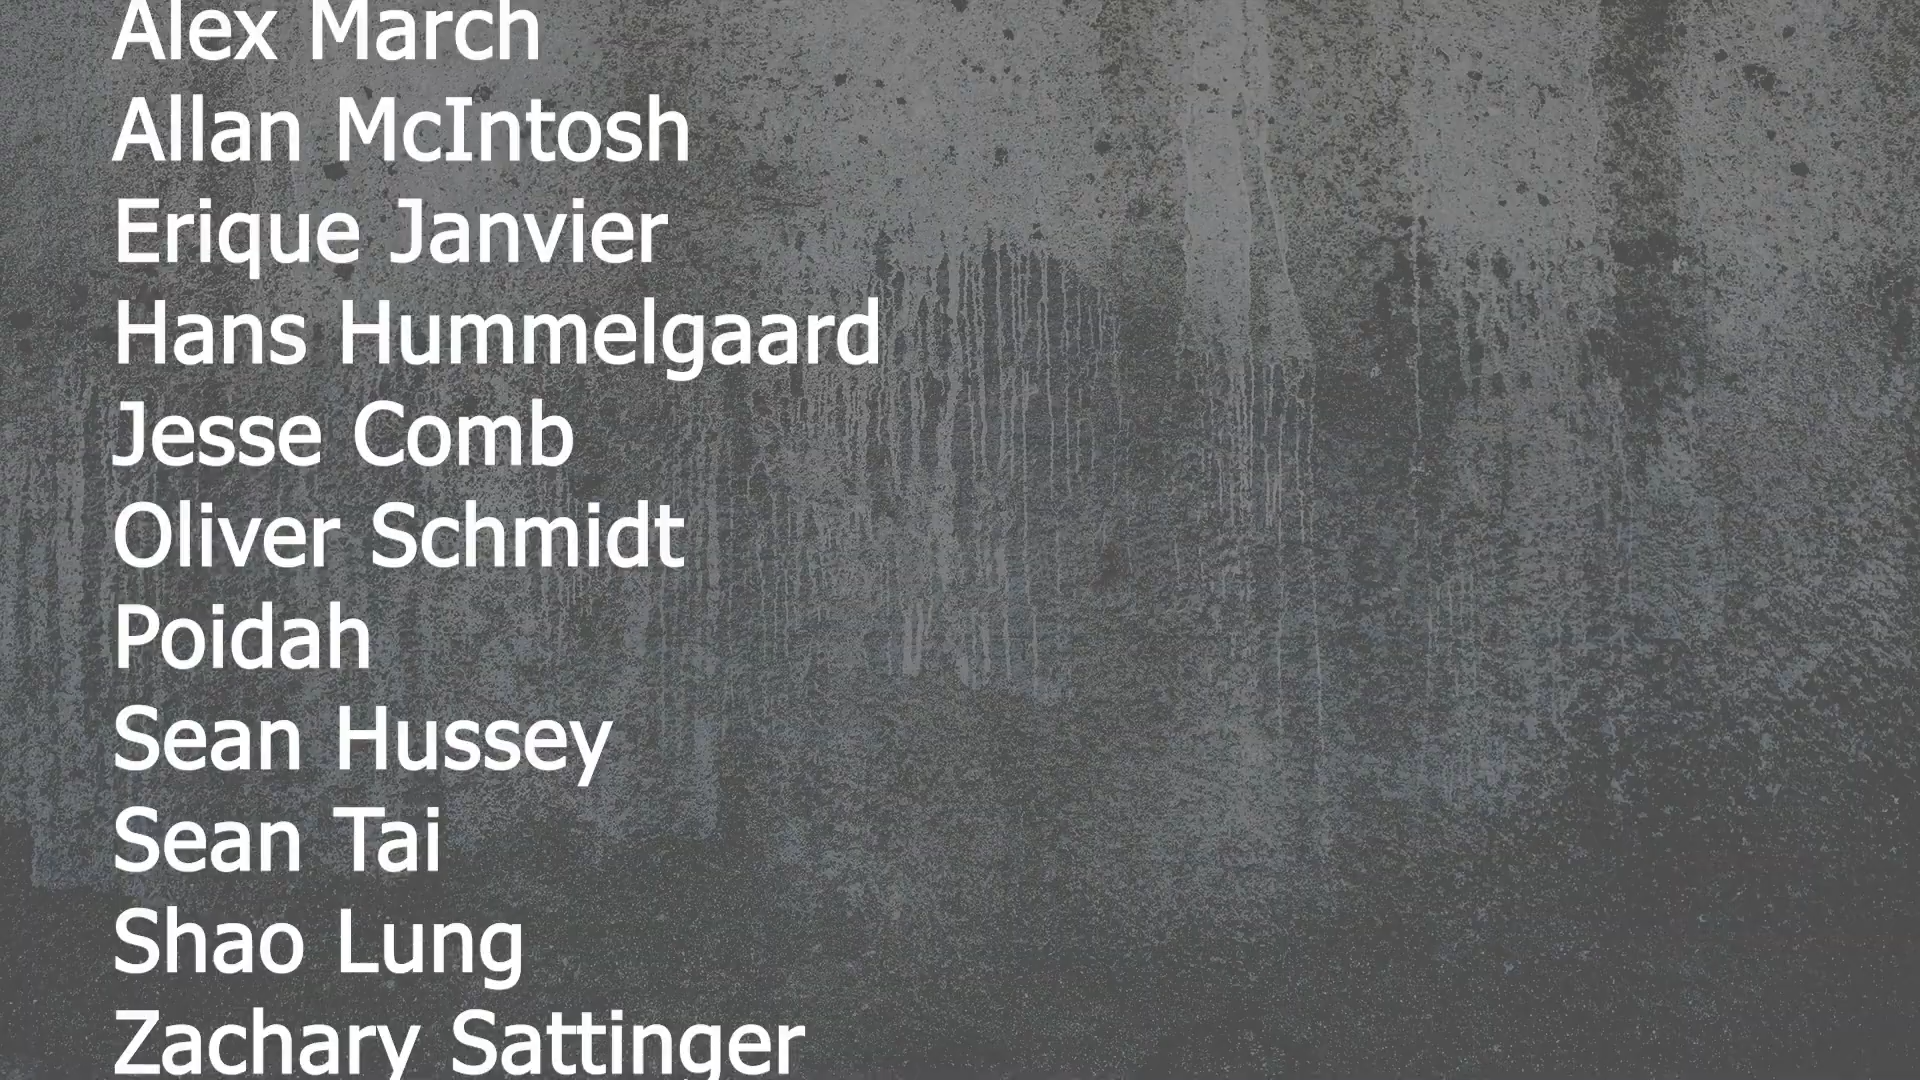 Alex March
Allan McIntosh
Erique Janvier
Hans Hummelgaard
Jesse Comb
Oliver Schmidt
Poidah
Sean Hussey
Sean Tai
Shao Lung
Zachary Sattinger